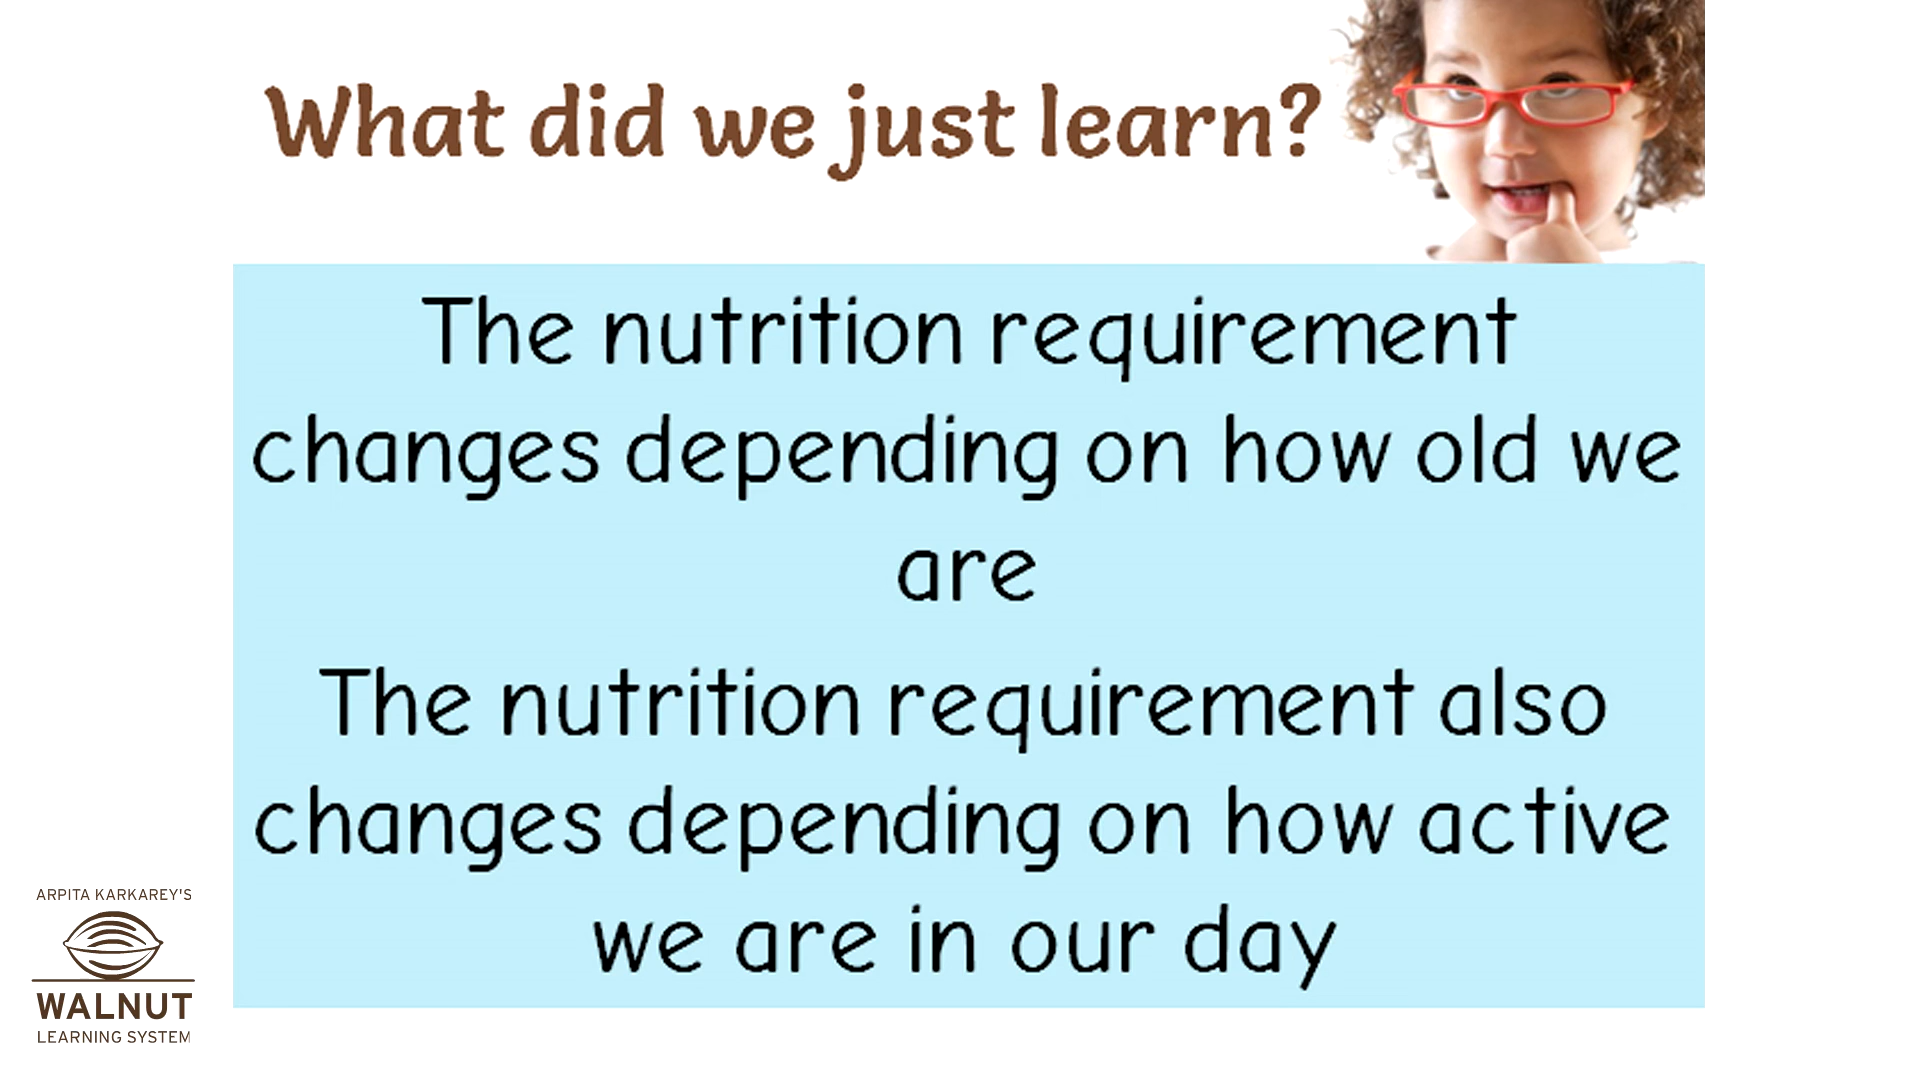 What did we just learn?
The nutrition requirement
changes depending on how old we
are
The nutrition requirement also
changes depending on how active
we are in our day
ARPITA KARKAREY'S
WALNUT
LEARNING SYSTEM